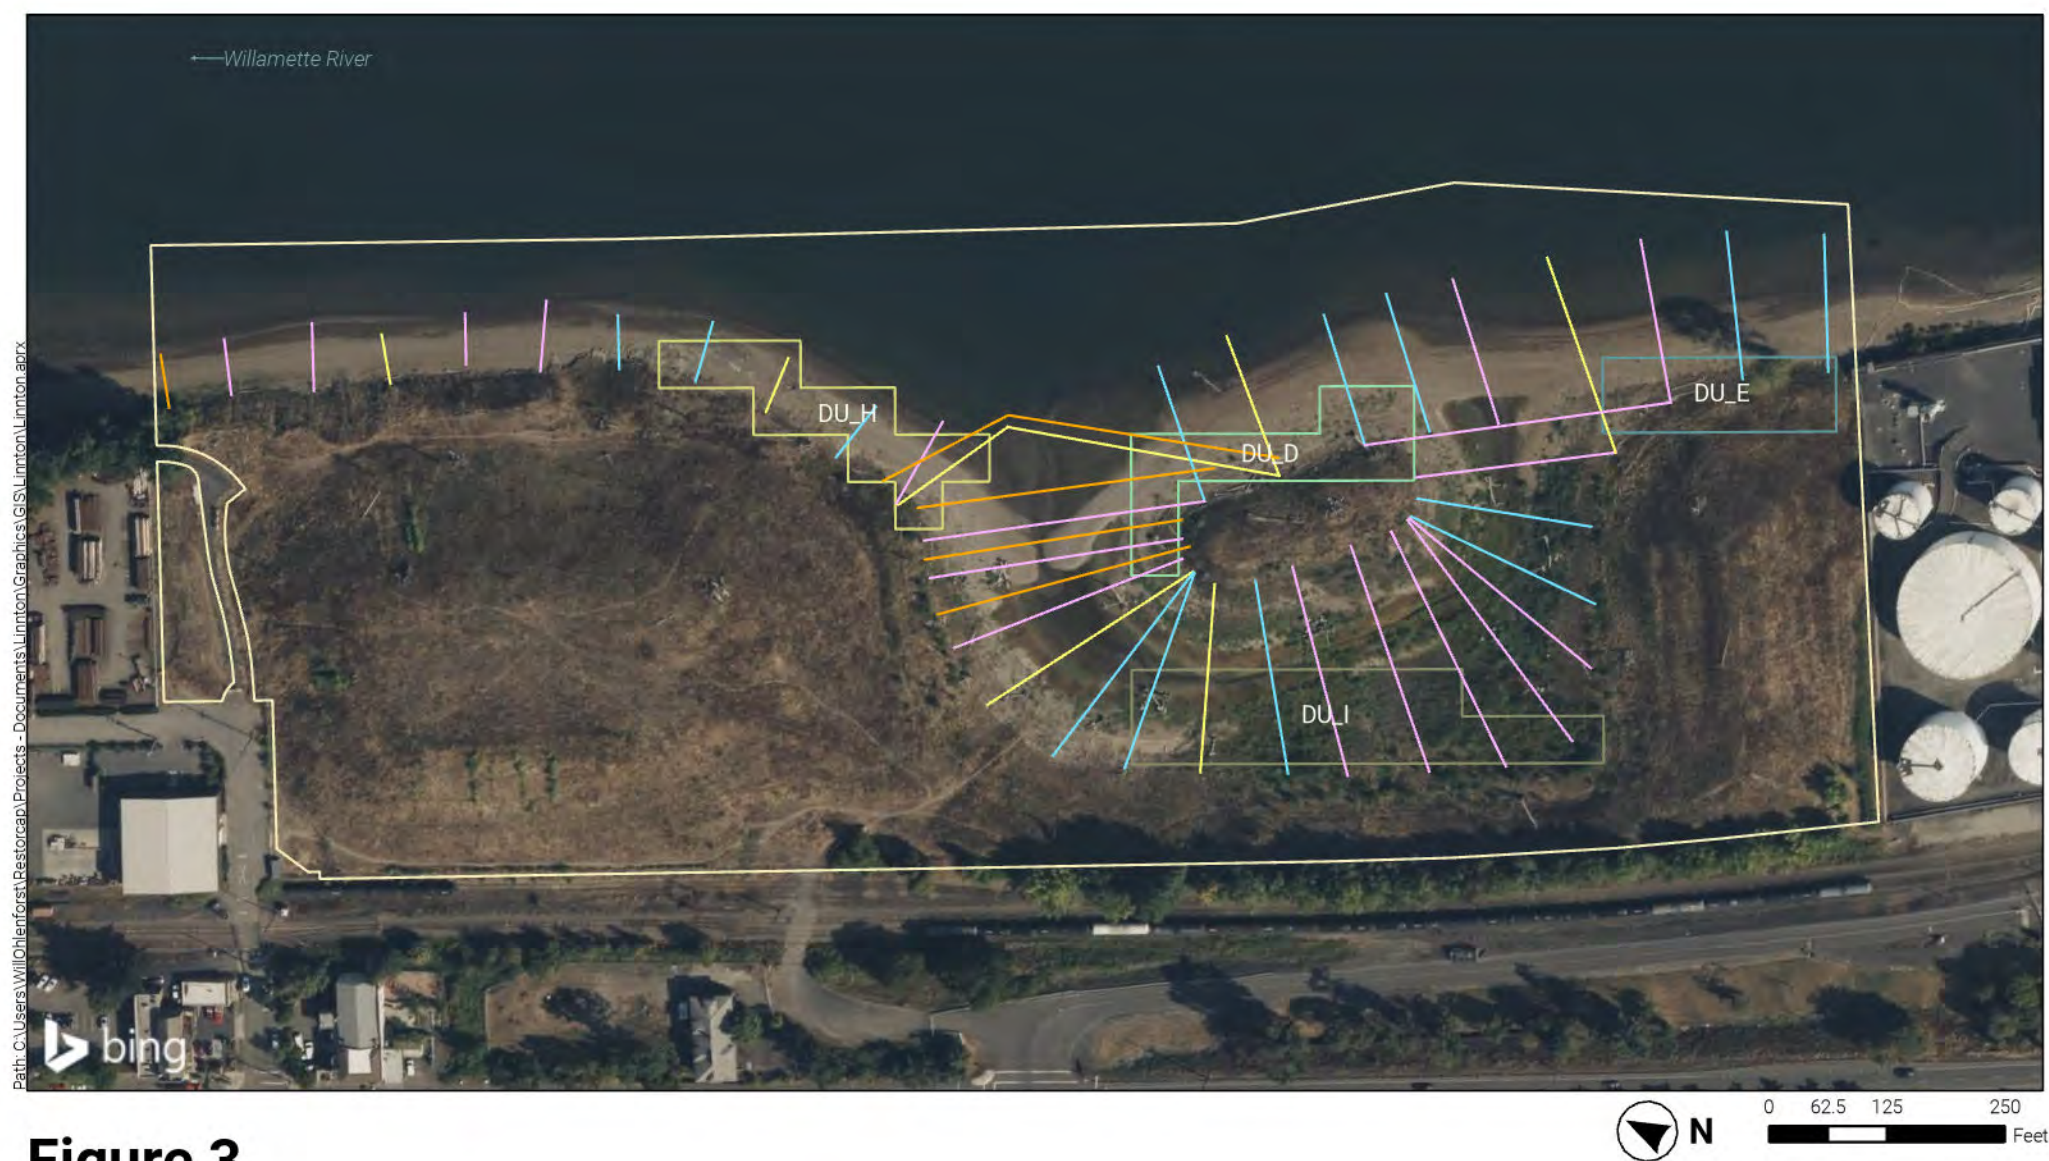 ←Willamette River
DU_H
DU_D
DU_E
DU_I
Path: C:\Users\WillOhlenforst\Restorcap\Projects - Documents\Linnton\Graphics\GIS\Linnton\Linnton.aprx
bing
N
0 62.5 125 250
Feet
Figure 3